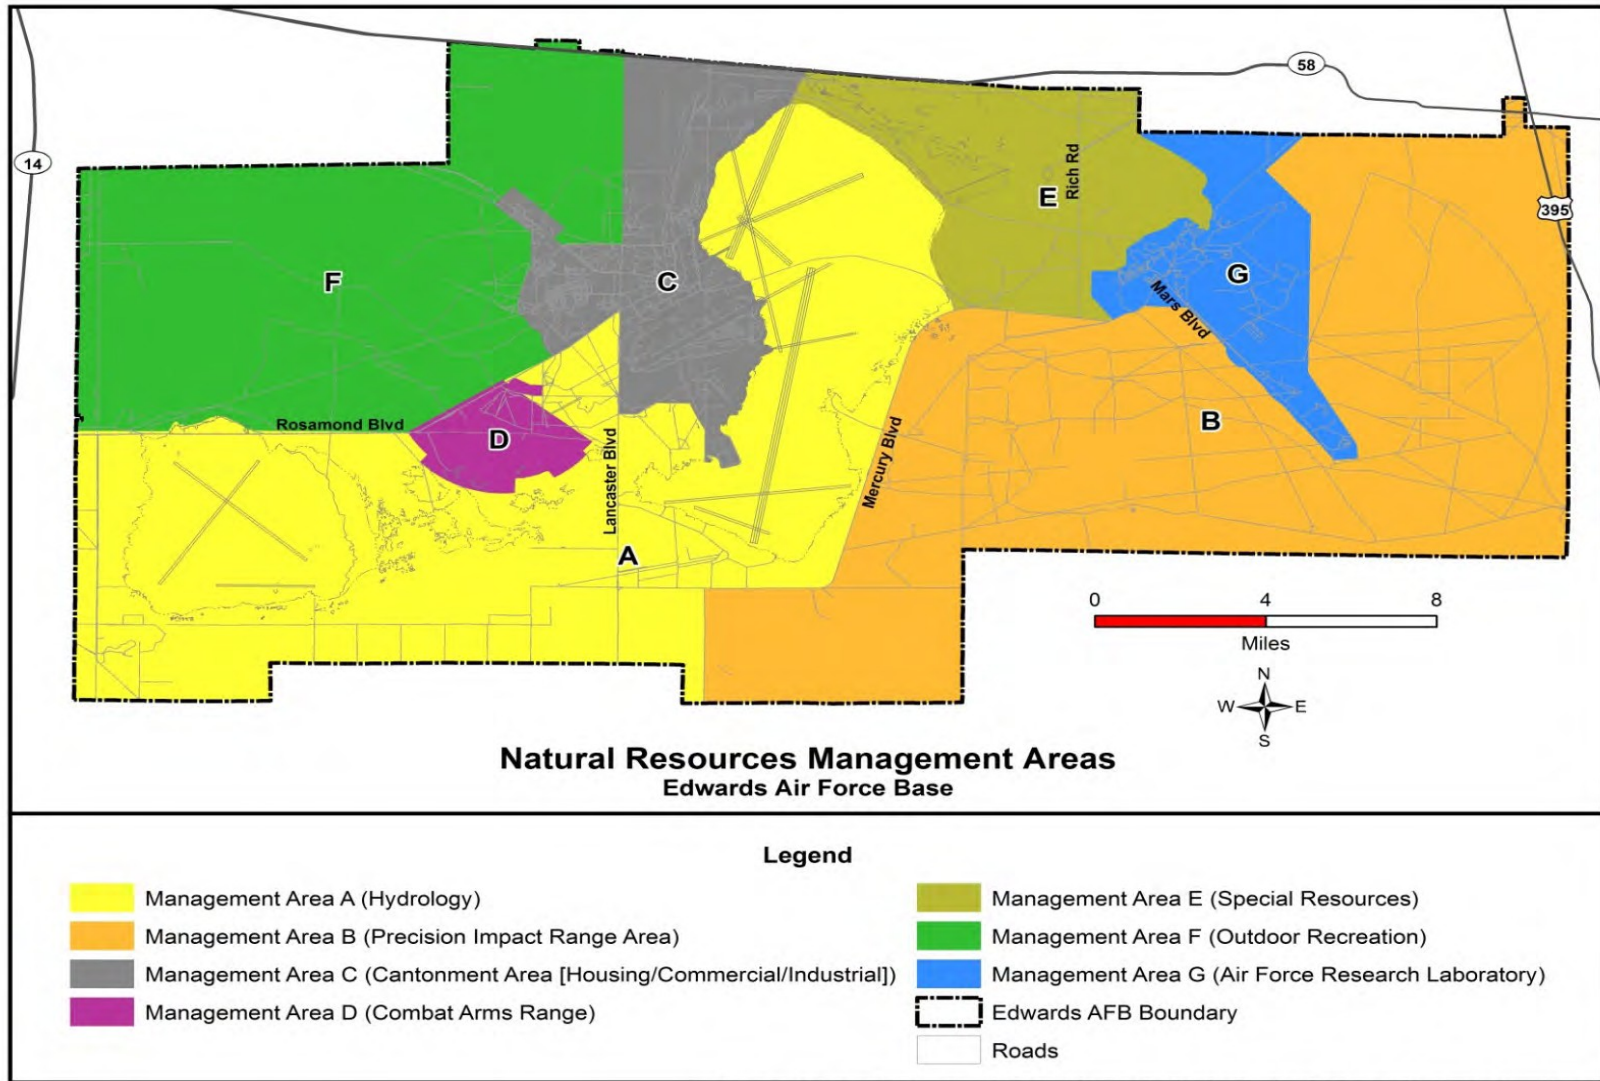 58
14
Rich Rd
E
395
F
C
G
Mars Blvd
Rosamond Blvd
D
B
Lancaster Blvd
Mercury Blvd
A
0 4 8
Miles
N
W E
S
Natural Resources Management Areas
Edwards Air Force Base
Legend
Management Area A (Hydrology)
Management Area B (Precision Impact Range Area)
Management Area C (Cantonment Area [Housing/Commercial/Industrial])
Management Area D (Combat Arms Range)
Management Area E (Special Resources)
Management Area F (Outdoor Recreation)
Management Area G (Air Force Research Laboratory)
Edwards AFB Boundary
Roads